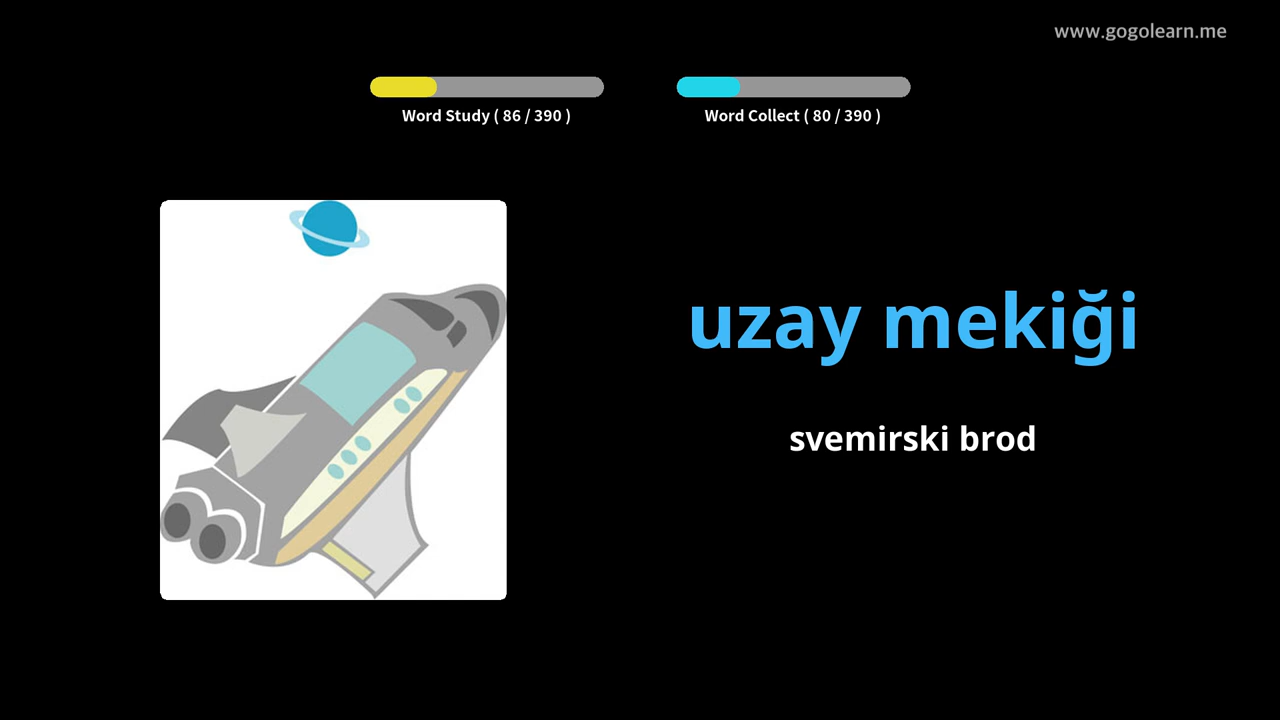 www.gogolearn.me
Word Study ( 86 / 390 )
Word Collect ( 80 / 390 )
uzay mekiği
svemirski brod